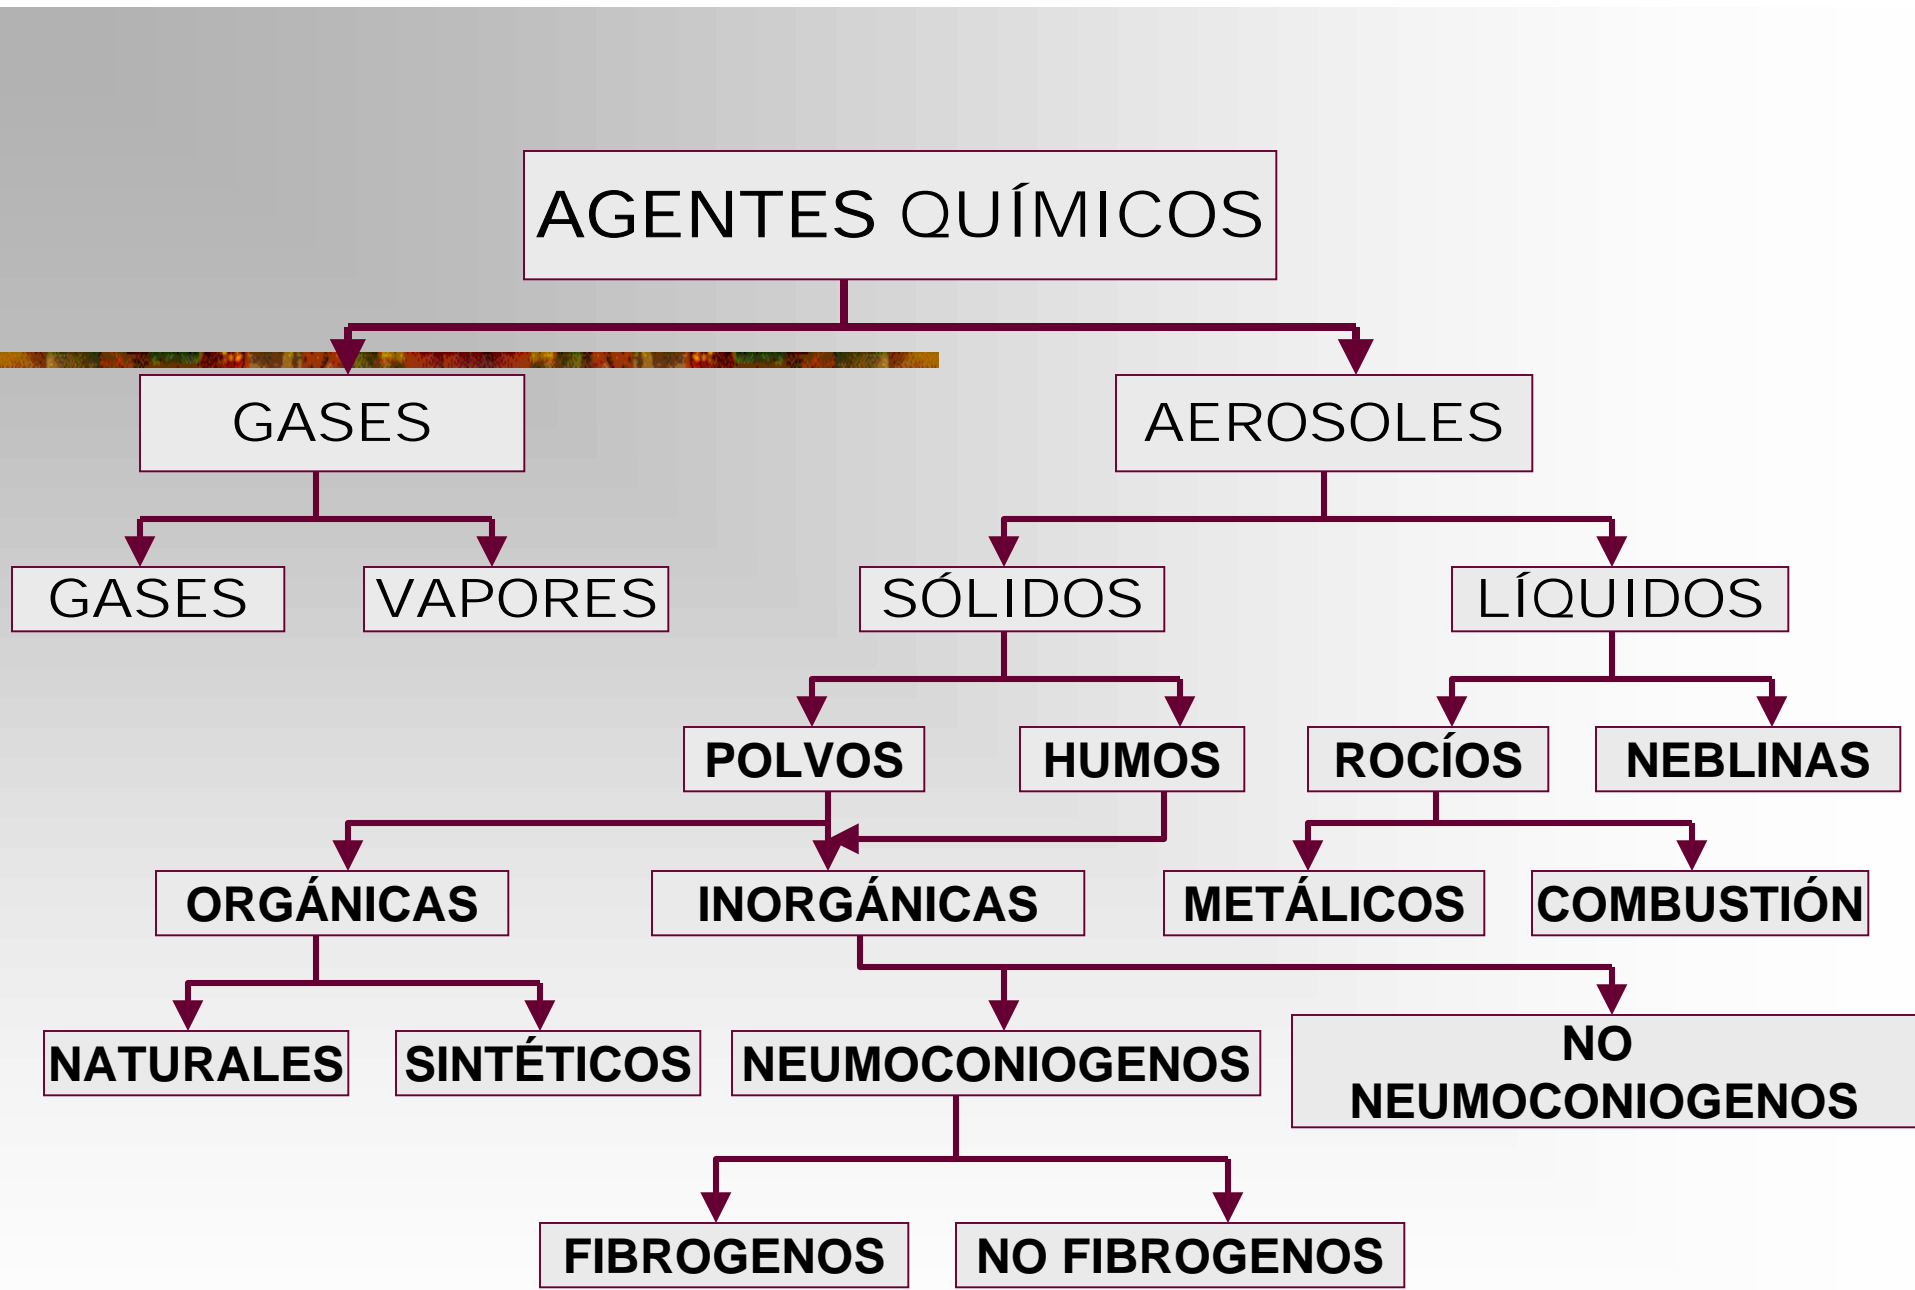 AGENTES QUÍMICOS
GASES
AEROSOLES
GASES
VAPORES
SÓLIDOS
LÍQUIDOS
POLVOS
HUMOS
ROCÍOS
NEBLINAS
ORGÁNICAS
INORGÁNICAS
METÁLICOS
COMBUSTIÓN
NATURALES
SINTÉTICOS
NEUMOCONIOGENOS
NO
NEUMOCONIOGENOS
FIBROGENOS
NO FIBROGENOS